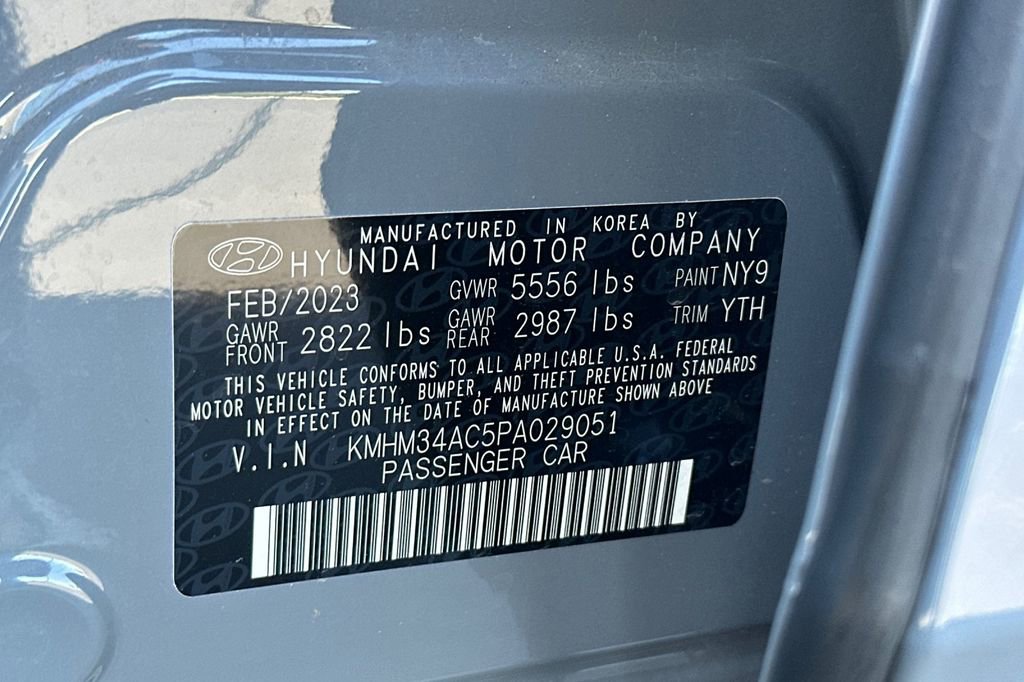 MANUFACTURED IN KOREA BY
HYUNDAI MOTOR COMPANY
FEB/2023 GVWR 5556 lbs PAINT NY9
GAWR FRONT 2822 lbs GAWR REAR 2987 lbs TRIM YTH
THIS VEHICLE CONFORMS TO ALL APPLICABLE U.S.A. FEDERAL
MOTOR VEHICLE SAFETY, BUMPER, AND THEFT PREVENTION STANDARDS
IN EFFECT ON THE DATE OF MANUFACTURE SHOWN ABOVE
V.I.N KMHM34AC5PA029051
PASSENGER CAR